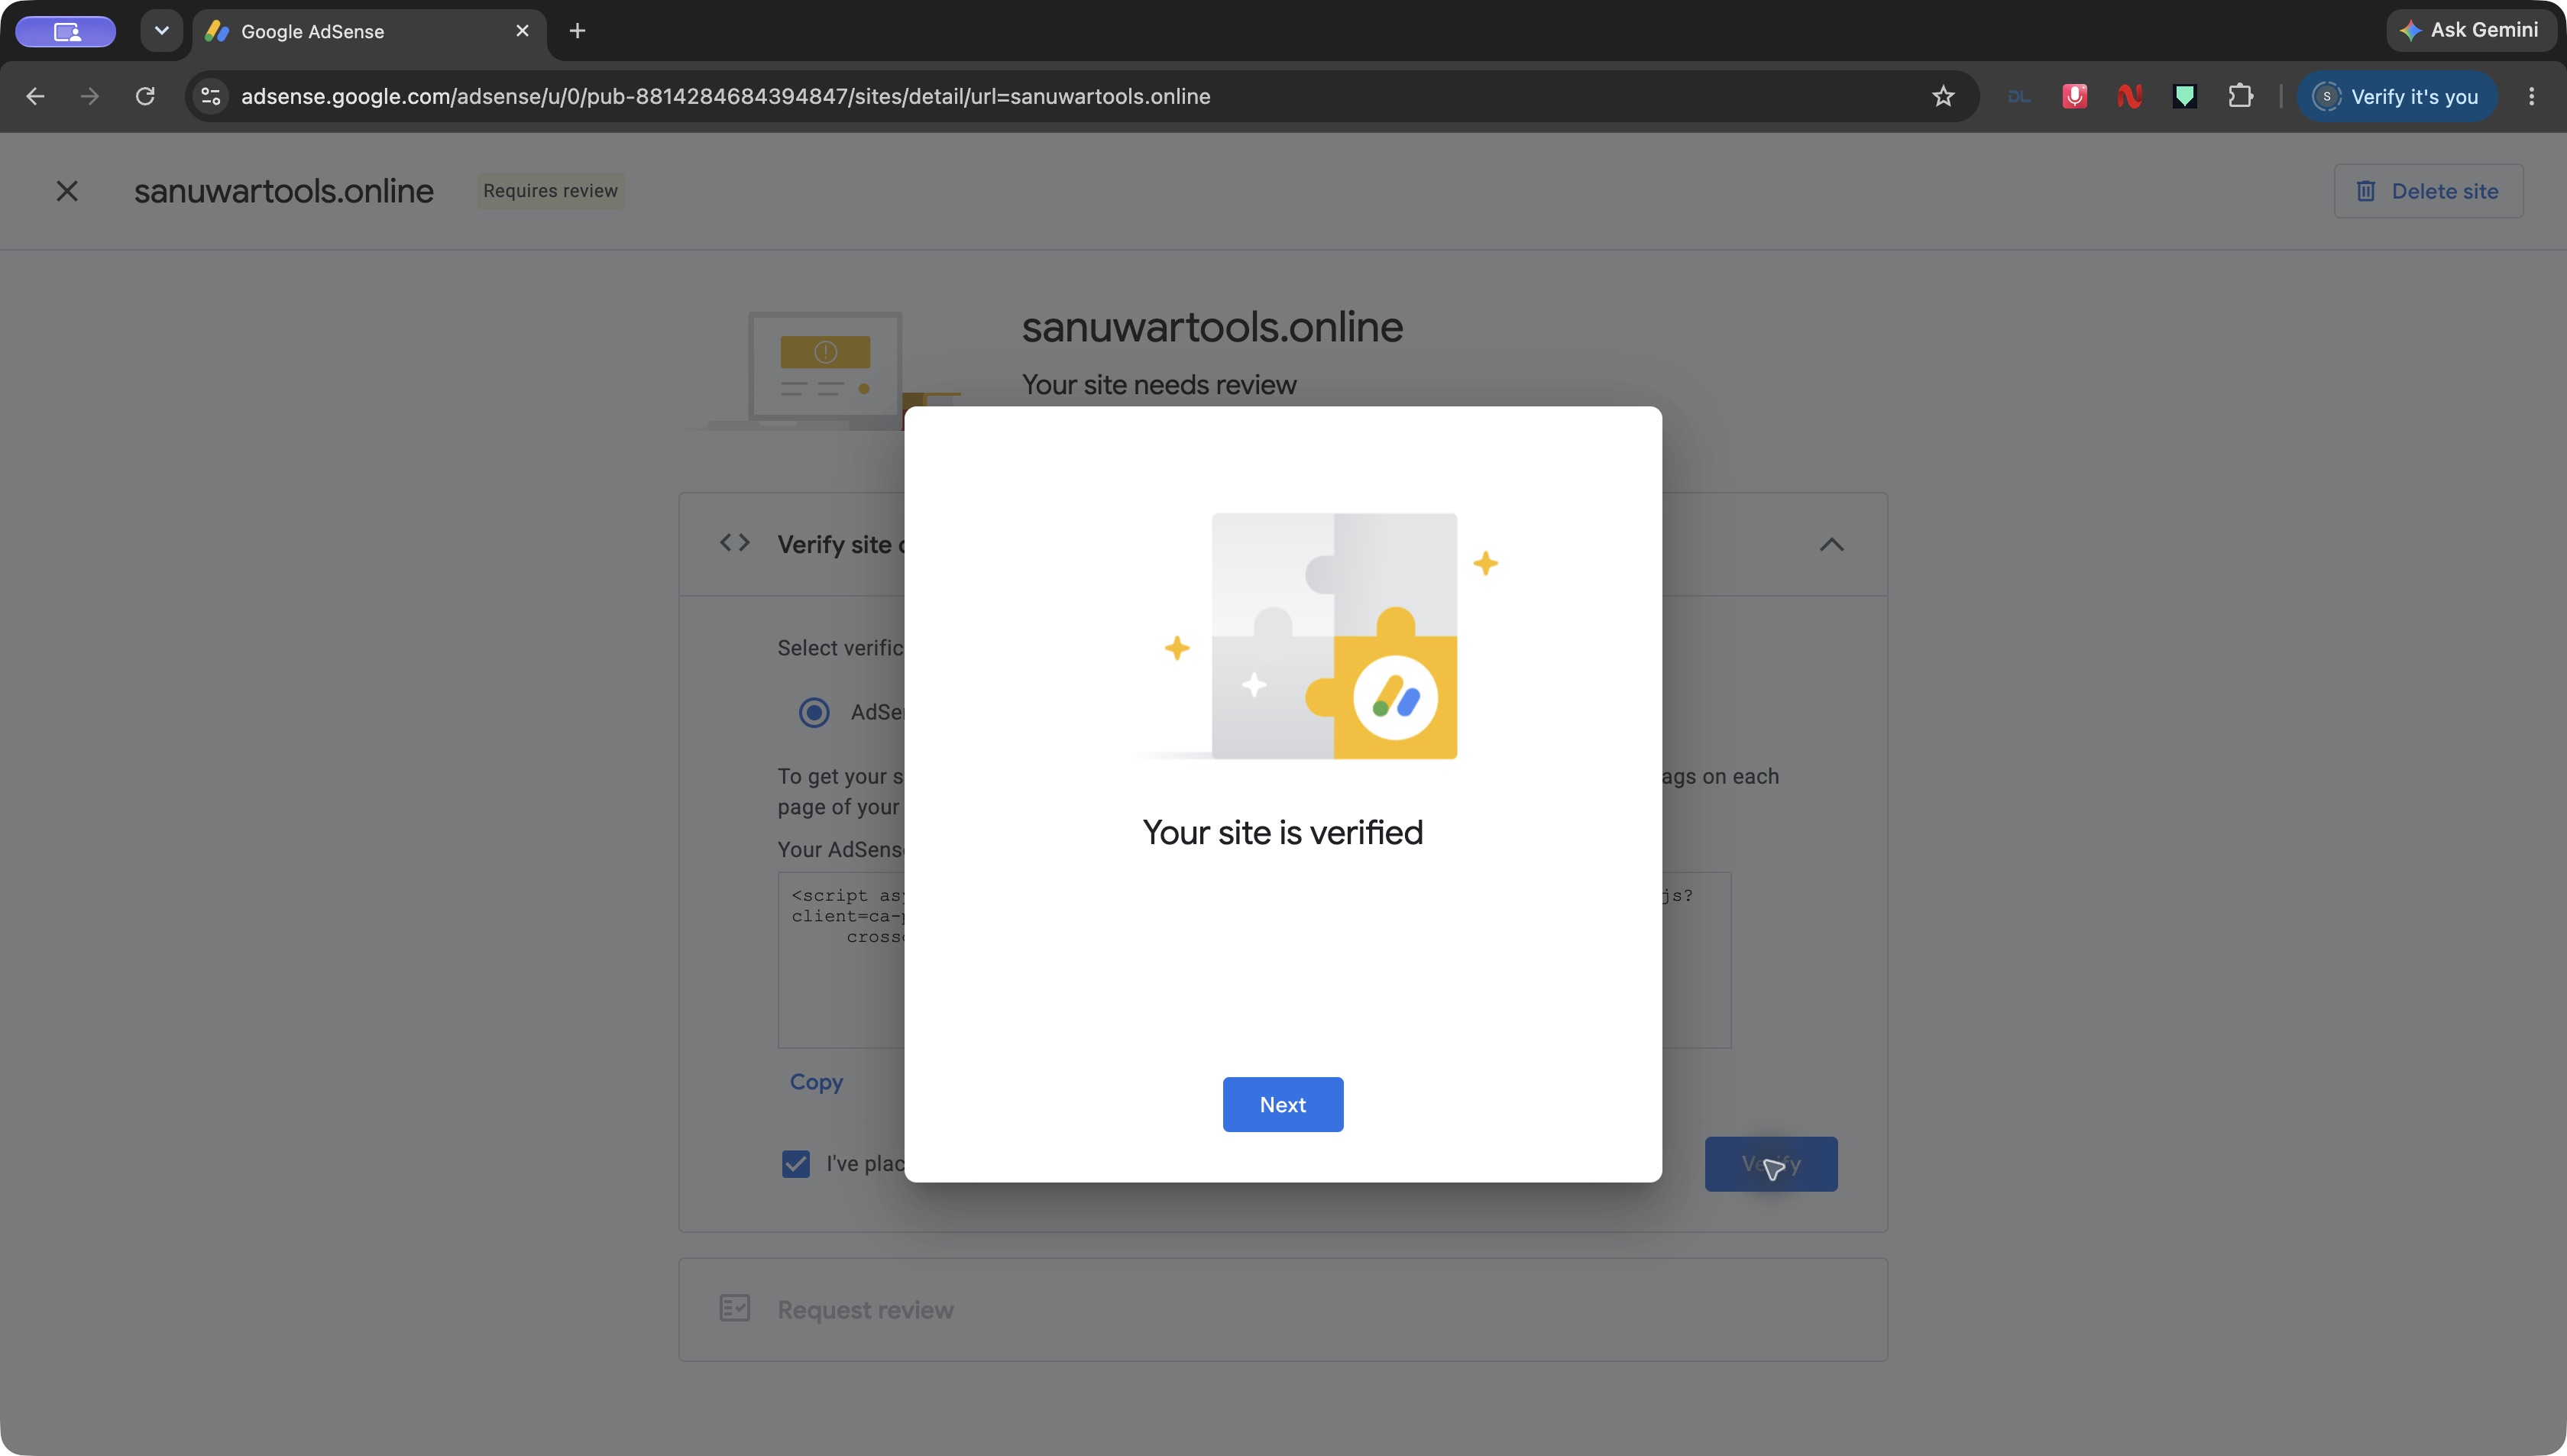 Google AdSense
Ask Gemini
adsense.google.com/adsense/u/0/pub-8814284684394847/sites/detail/url=sanuwartools.online
DL
S
Verify it's you
sanuwartools.online
Requires review
Delete site
sanuwartools.online
Your site needs review
Verify site
Select verific
AdSe
To get your s
ags on each
page of your
Your AdSens
<script as
js?
client=ca-p
crosso
Your site is verified
Copy
Next
I've plac
Verify
Request review